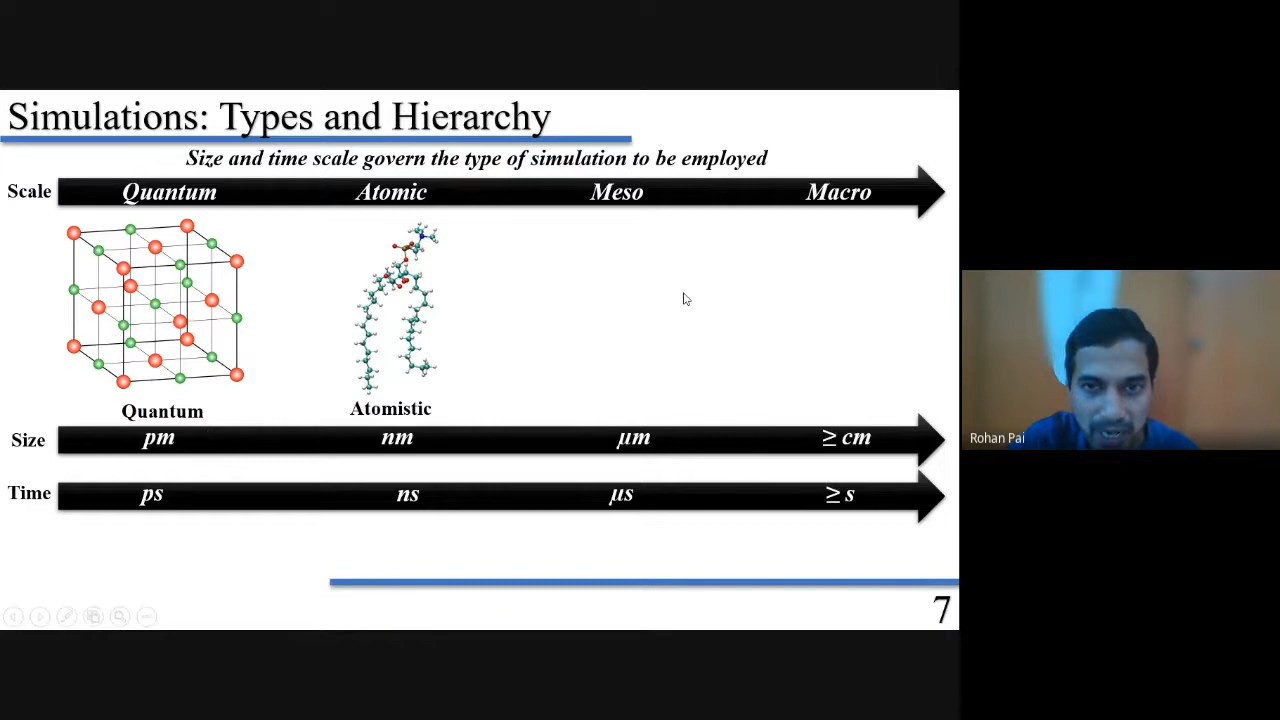 Simulations: Types and Hierarchy
Size and time scale govern the type of simulation to be employed
Scale Quantum Atomic Meso Macro
Quantum Atomistic
Size pm nm μm ≥ cm
Time ps ns μs ≥ s
7
Rohan Pai